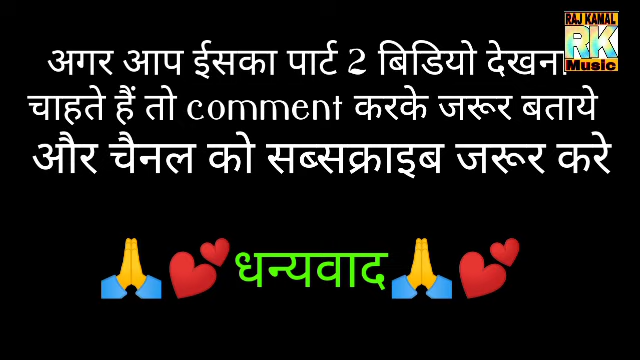 RAJ KAMAL
RK
Music
अगर आप ईसका पार्ट 2 बिडियो देखना
चाहते हैं तो comment करके जरूर बताये
और चैनल को सब्सक्राइब जरूर करे
🙏💕धन्यवाद🙏💕